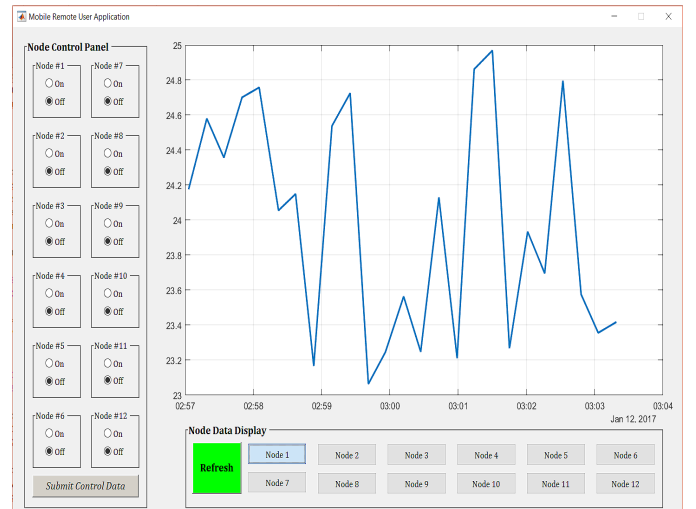 Mobile Remote User Application
Node Control Panel
Node #1
On
Off
Node #7
On
Off
Node #2
On
Off
Node #8
On
Off
Node #3
On
Off
Node #9
On
Off
Node #4
On
Off
Node #10
On
Off
Node #5
On
Off
Node #11
On
Off
Node #6
On
Off
Node #12
On
Off
Submit Control Data
25
24.8
24.6
24.4
24.2
24
23.8
23.6
23.4
23.2
23
02:57 02:58 02:59 03:00 03:01 03:02 03:03 03:04
Jan 12, 2017
Node Data Display
Refresh
Node 1 Node 2 Node 3 Node 4 Node 5 Node 6
Node 7 Node 8 Node 9 Node 10 Node 11 Node 12